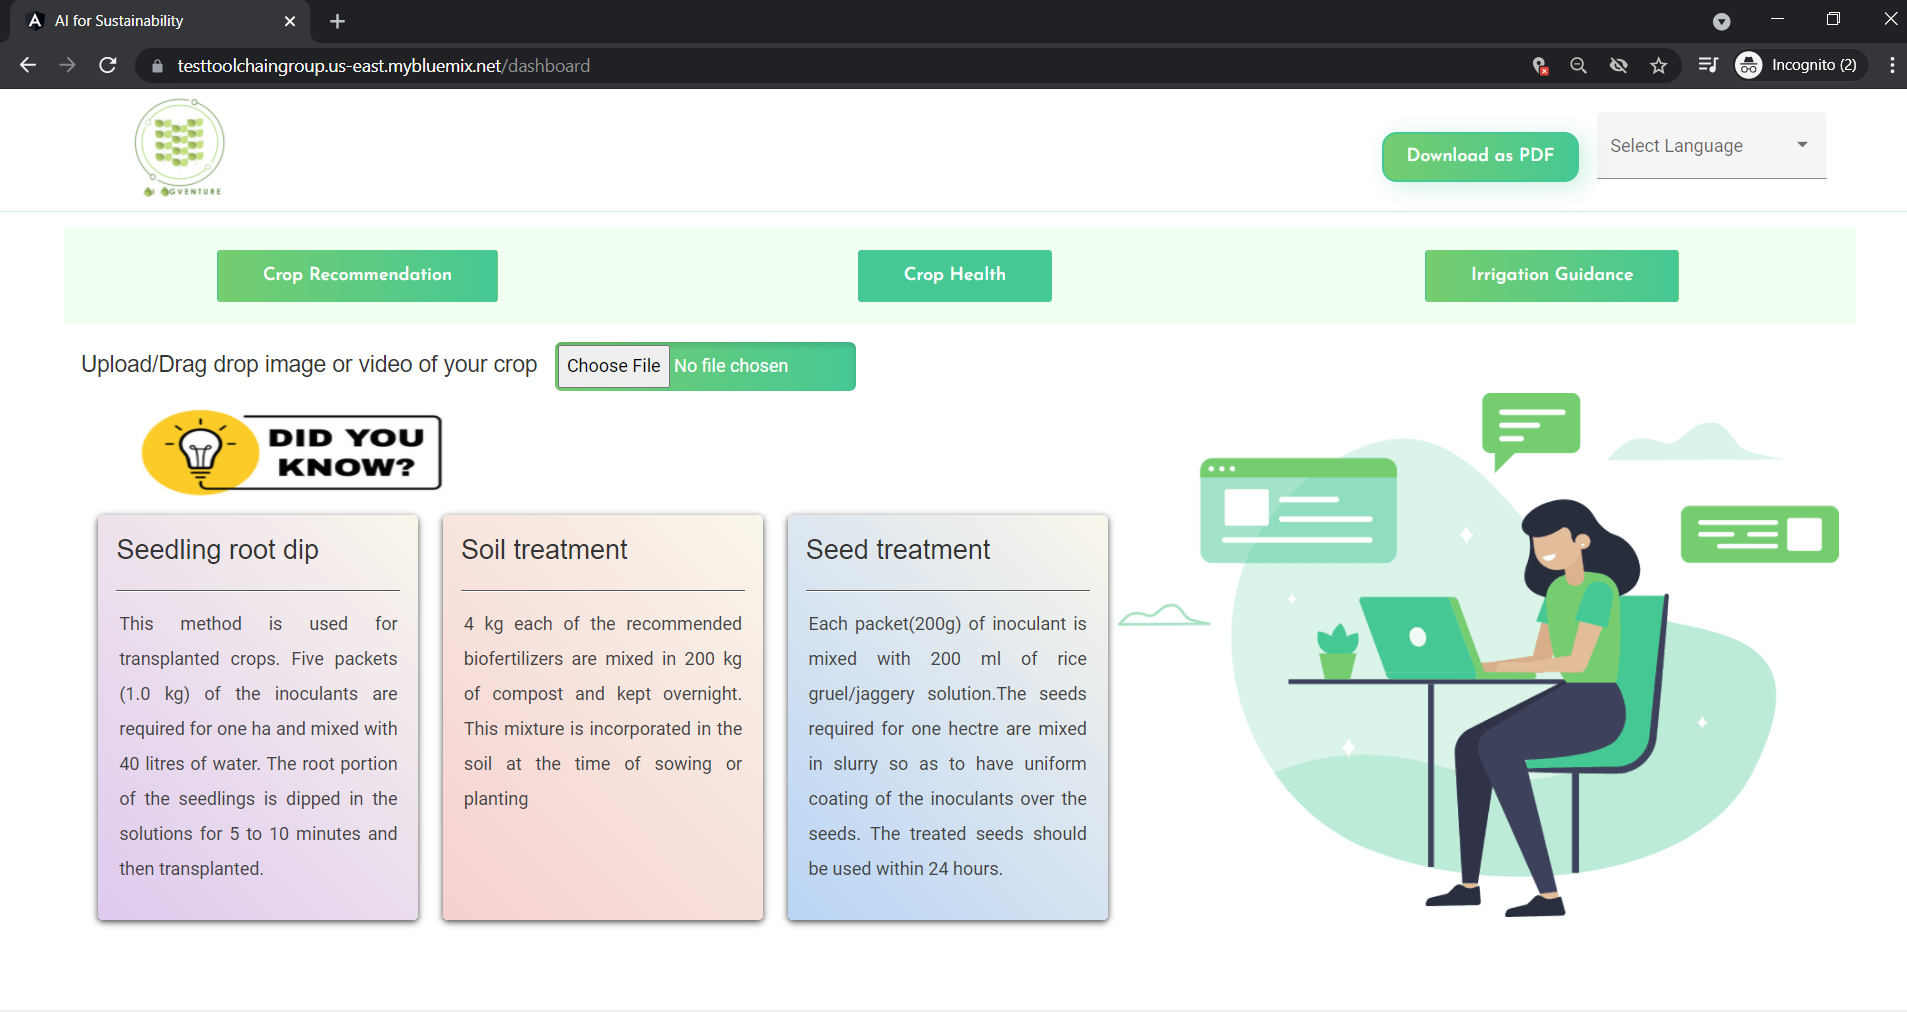 AI for Sustainability
testtoolchaingroup.us-east.mybluemix.net/dashboard
Incognito (2)
AI AGVENTURE
Download as PDF
Select Language
Crop Recommendation
Crop Health
Irrigation Guidance
Upload/Drag drop image or video of your crop
Choose File
No file chosen
DID YOU
KNOW?
Seedling root dip
This method is used for
transplanted crops. Five packets
(1.0 kg) of the inoculants are
required for one ha and mixed with
40 litres of water. The root portion
of the seedlings is dipped in the
solutions for 5 to 10 minutes and
then transplanted.
Soil treatment
4 kg each of the recommended
biofertilizers are mixed in 200 kg
of compost and kept overnight.
This mixture is incorporated in the
soil at the time of sowing or
planting
Seed treatment
Each packet(200g) of inoculant is
mixed with 200 ml of rice
gruel/jaggery solution.The seeds
required for one hectre are mixed
in slurry so as to have uniform
coating of the inoculants over the
seeds. The treated seeds should
be used within 24 hours.